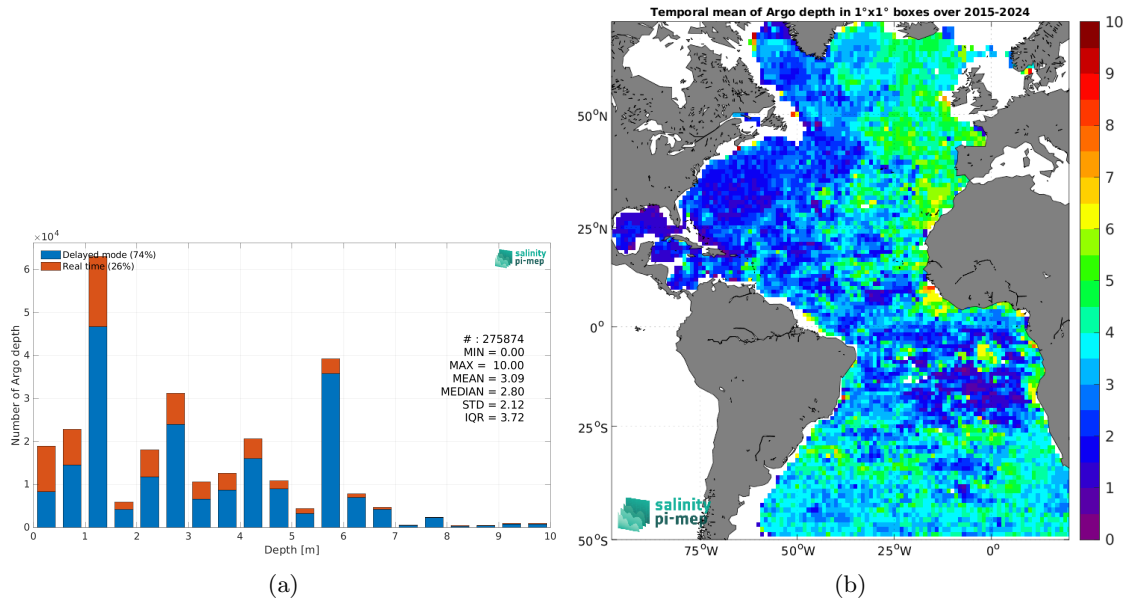 ×10⁴
6
5
4
3
2
1
0
Number of Argo depth
Delayed mode (74%)
Real time (26%)
salinity
pi-mep
# : 275874
MIN = 0.00
MAX = 10.00
MEAN = 3.09
MEDIAN = 2.80
STD = 2.12
IQR = 3.72
0 1 2 3 4 5 6 7 8 9 10
Depth [m]
(a)
Temporal mean of Argo depth in 1°x1° boxes over 2015-2024
50°N
25°N
0°
25°S
50°S
75°W 50°W 25°W 0°
salinity
pi-mep
10
9
8
7
6
5
4
3
2
1
0
(b)